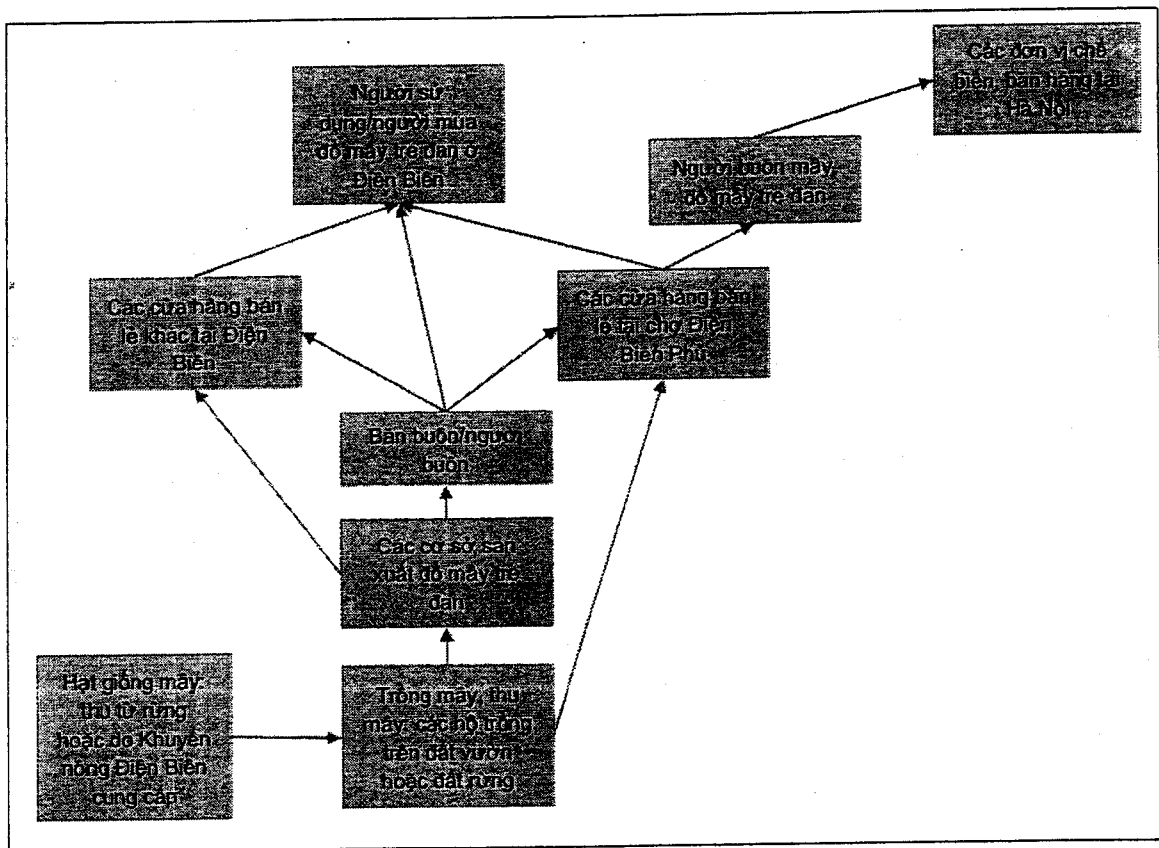 Các đơn vị chế
biến, bán hàng tại
Hà Nội
Người sử
dụng/người mua
đồ mây, tre đan ở
Điện Biên
Người buôn mây,
đồ mây tre đan
Các cửa hàng bán
lẻ khác tại Điện
Biên
Các cửa hàng bán
lẻ tại chợ Điện
Biên Phủ
Bán buôn/người
buôn
Các cơ sở sản
xuất đồ mây tre
đan
Hạt giống mây:
thu từ rừng
hoặc do Khuyến
nông Điện Biên
cung cấp
Trồng mây, thu
mây: các hộ trồng
trên đất vườn
hoặc đất rừng